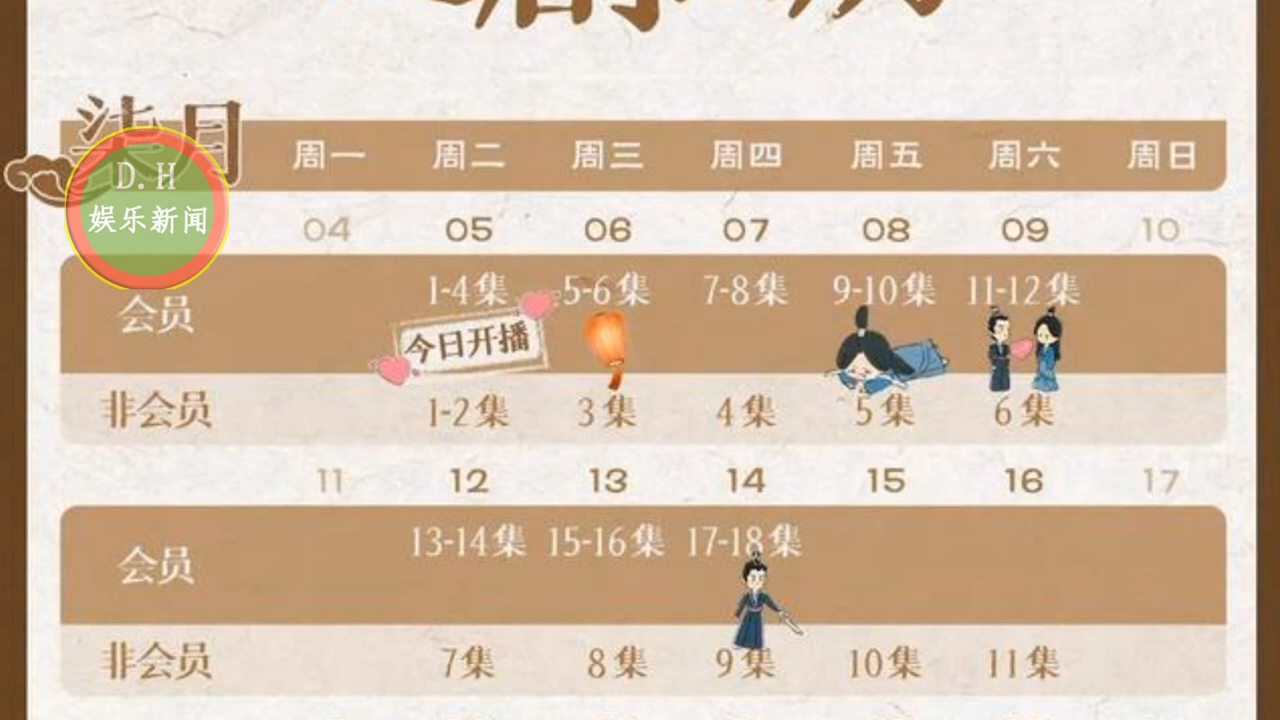 柒月
周一 周二 周三 周四 周五 周六 周日
D.H
娱乐新闻
04 05 06 07 08 09 10
会员
1-4集 5-6集 7-8集 9-10集 11-12集
今日开播
非会员 1-2集 3集 4集 5集 6集
11 12 13 14 15 16 17
会员
13-14集 15-16集 17-18集
非会员 7集 8集 9集 10集 11集